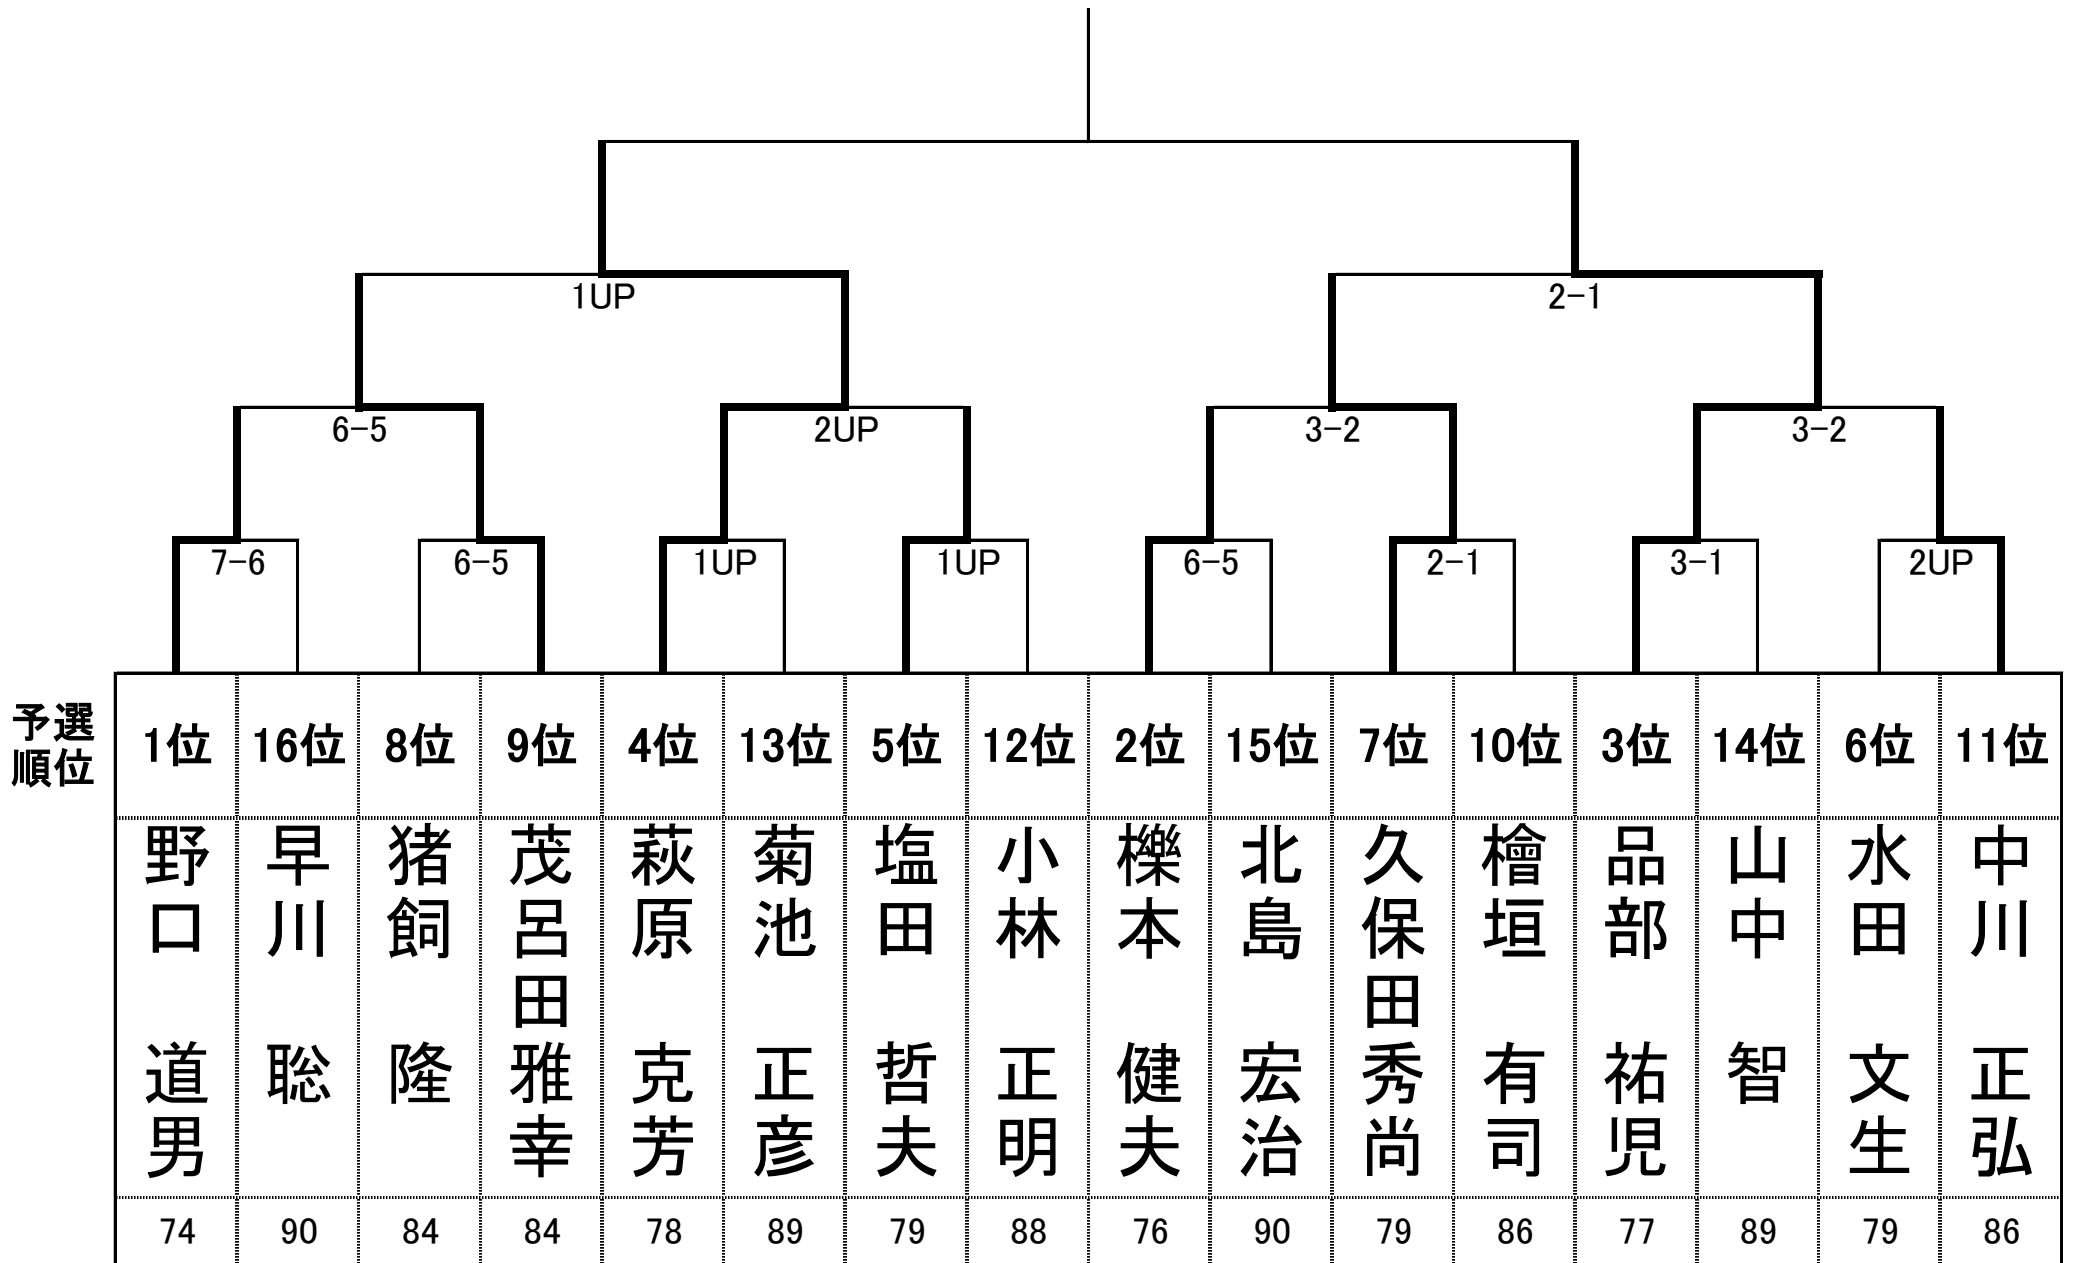 1UP
2-1
6-5
2UP
3-2
3-2
7-6
6-5
1UP
1UP
6-5
2-1
3-1
2UP
予選
順位
1位
16位
8位
9位
4位
13位
5位
12位
2位
15位
7位
10位
3位
14位
6位
11位
野口 道男
早川 聡
猪飼 隆
茂呂田雅幸
萩原 克芳
菊池 正彦
塩田 哲夫
小林 正明
櫟本 健夫
北島 宏治
久保田秀尚
檜垣 有司
品部 祐児
山中 智
水田 文生
中川 正弘
74
90
84
84
78
89
79
88
76
90
79
86
77
89
79
86